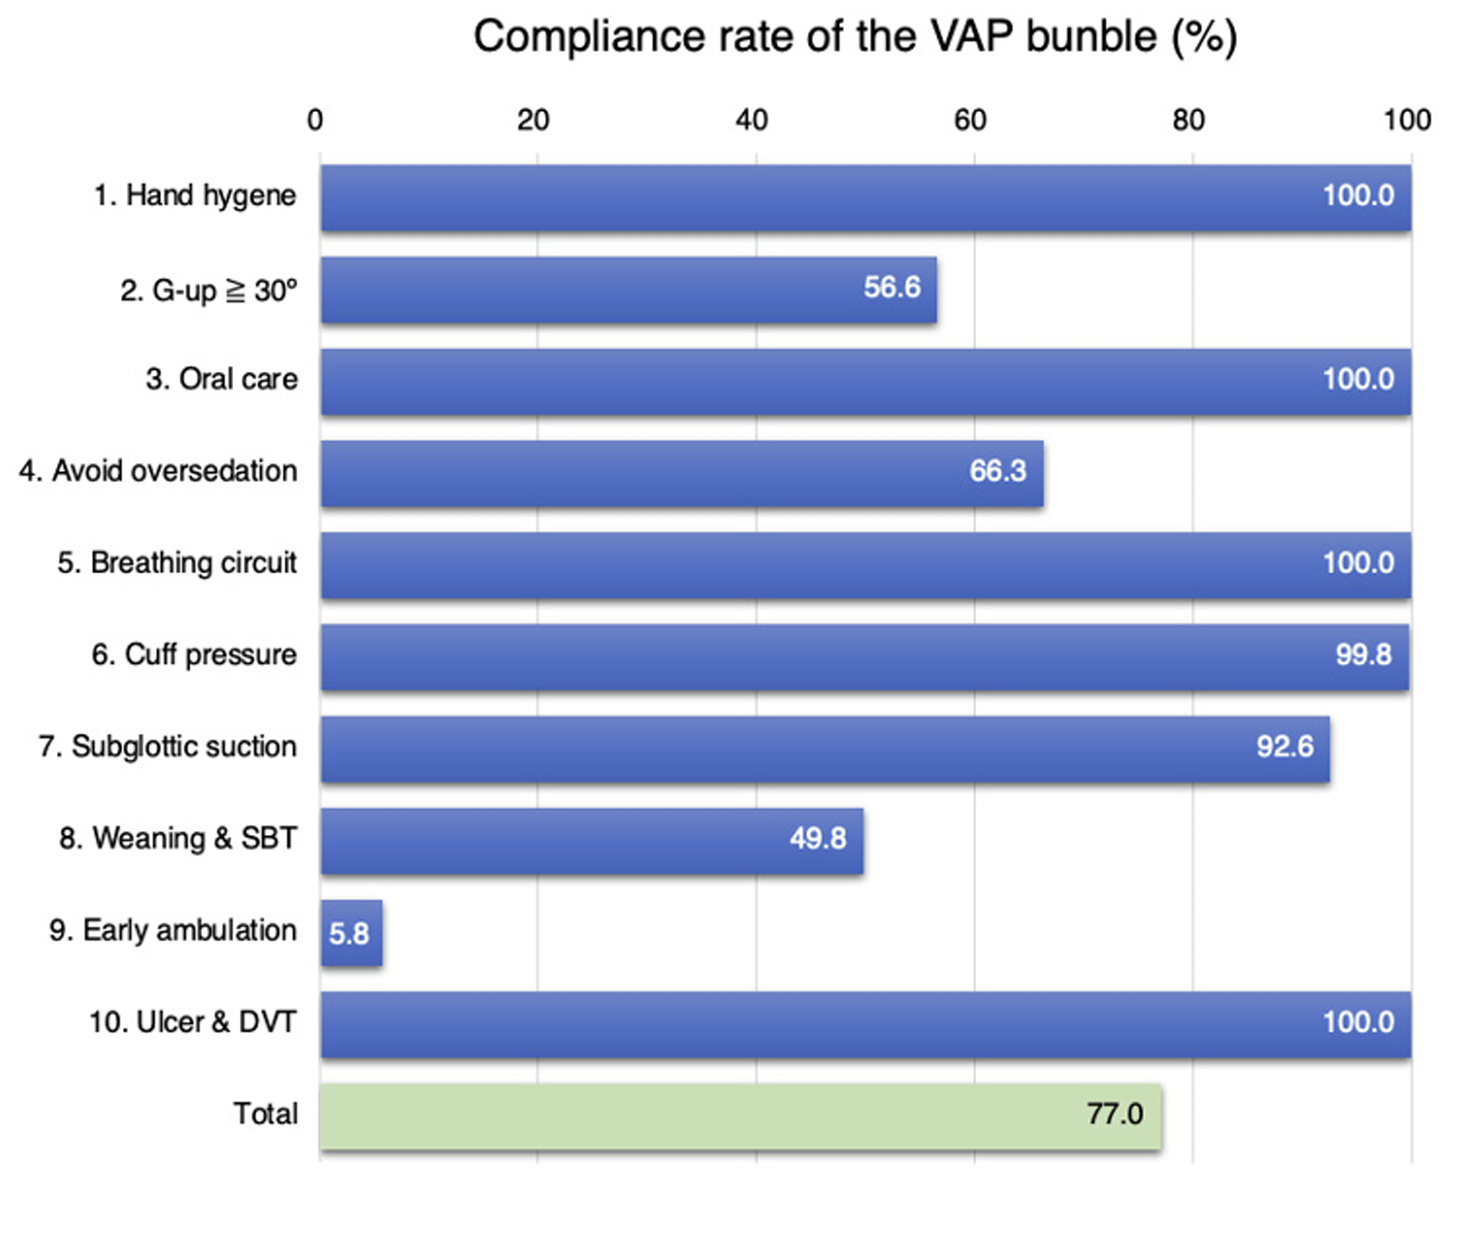 Compliance rate of the VAP bunble (%)
0 20 40 60 80 100
1. Hand hygene 100.0
2. G-up ≧ 30º 56.6
3. Oral care 100.0
4. Avoid oversedation 66.3
5. Breathing circuit 100.0
6. Cuff pressure 99.8
7. Subglottic suction 92.6
8. Weaning & SBT 49.8
9. Early ambulation 5.8
10. Ulcer & DVT 100.0
Total 77.0